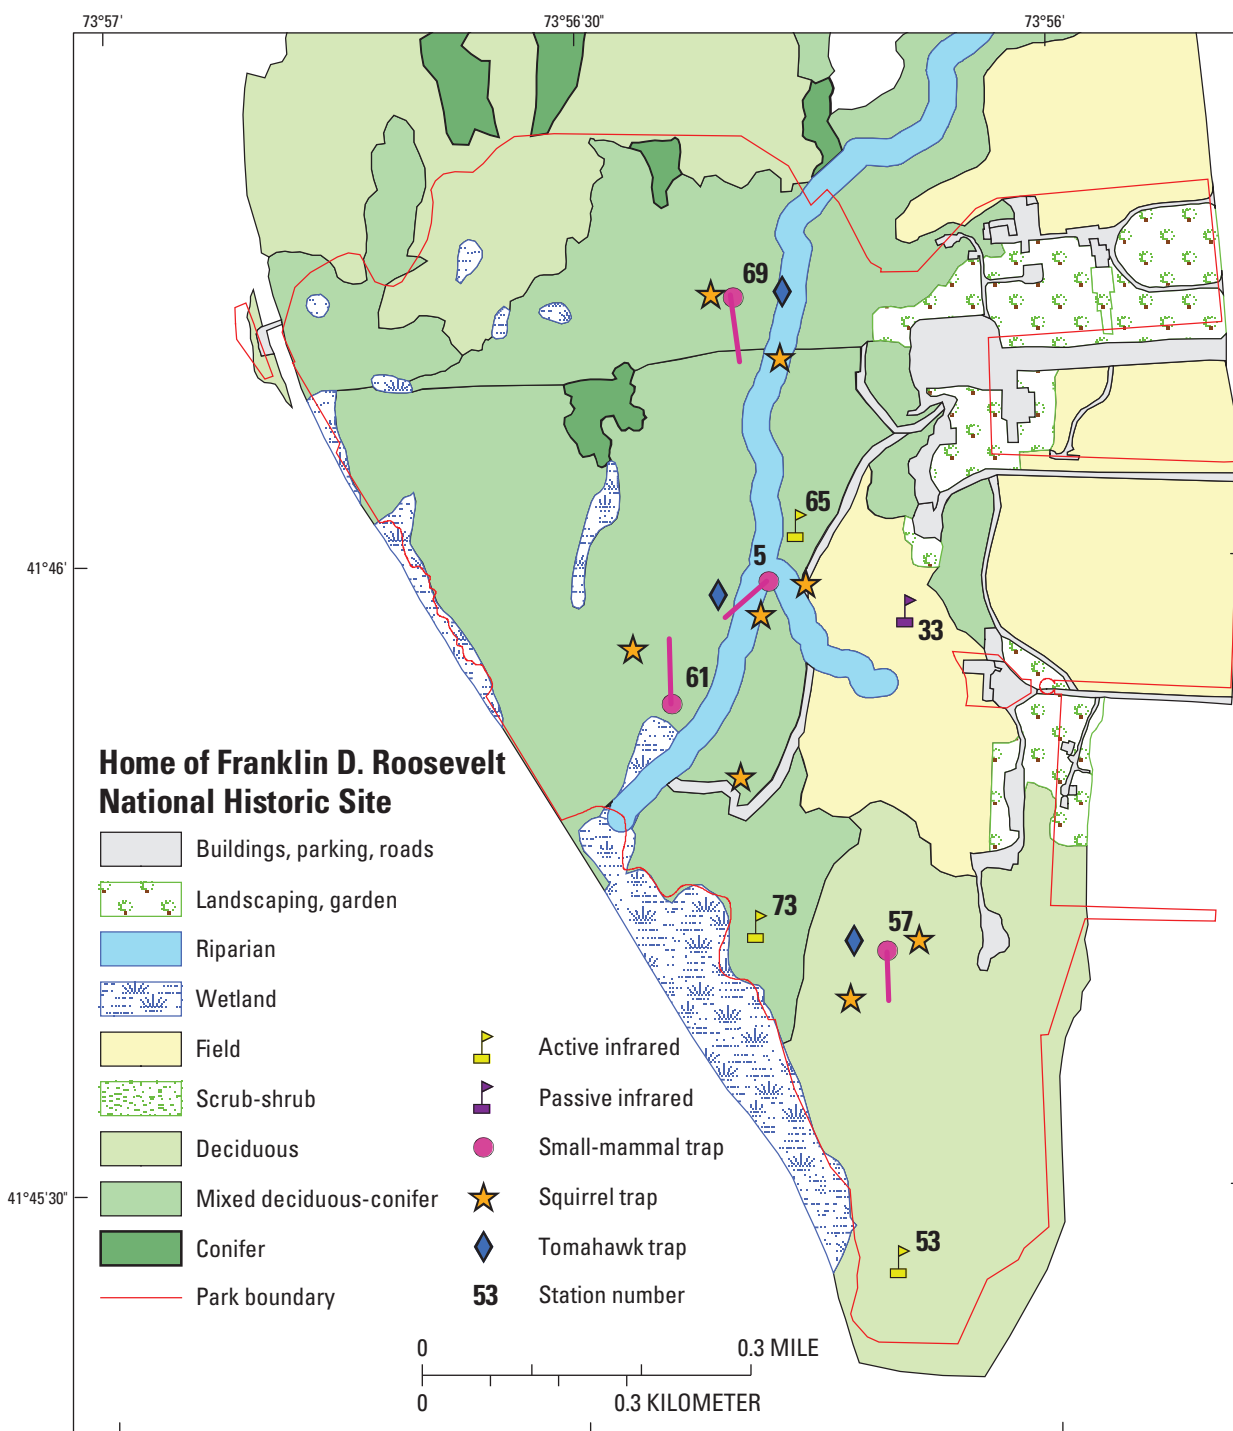 73°57'
73°56'30"
73°56'
69
65
5
41°46'
33
61
Home of Franklin D. Roosevelt
National Historic Site
Buildings, parking, roads
Landscaping, garden
73
57
Riparian
Wetland
Field
Active infrared
Scrub-shrub
Passive infrared
Deciduous
Small-mammal trap
41°45'30"
Mixed deciduous-conifer
Squirrel trap
Conifer
Tomahawk trap
53
Park boundary
53
Station number
0
0.3 MILE
0
0.3 KILOMETER